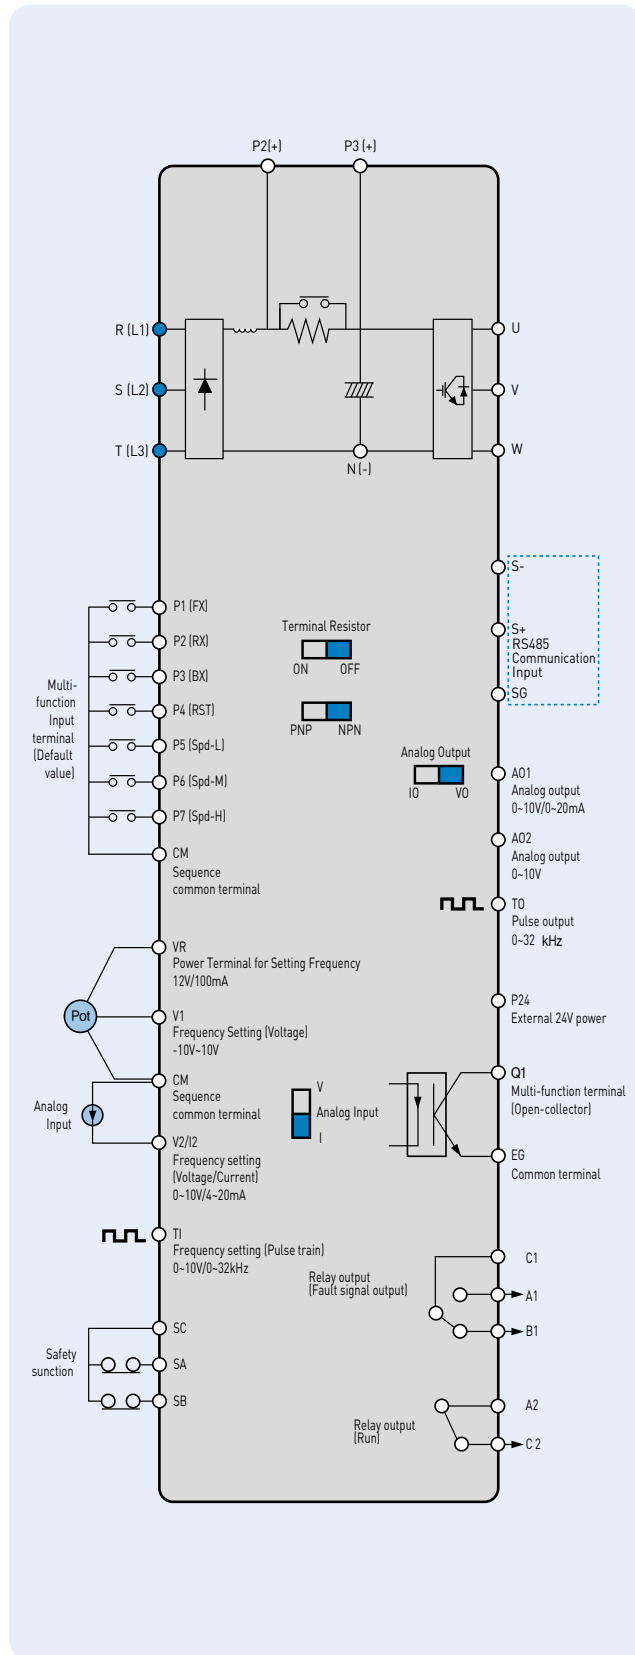 P2(+)
P3 (+)
R (L1)
S (L2)
T (L3)
U
V
W
N (-)
S-
S+
RS485
Communication
Input
SG
Multi-
function
Input
terminal
(Default
value)
P1 (FX)
P2 (RX)
P3 (BX)
P4 (RST)
P5 (Spd-L)
P6 (Spd-M)
P7 (Spd-H)
CM
Sequence
common terminal
Terminal Resistor
ON OFF
PNP NPN
Analog Output
IO VO
AO1
Analog output
0~10V/0~20mA
AO2
Analog output
0~10V
TO
Pulse output
0~32 kHz
Pot
VR
Power Terminal for Setting Frequency
12V/100mA
V1
Frequency Setting (Voltage)
-10V~10V
CM
Sequence
common terminal
Analog
Input
V2/I2
Frequency setting
(Voltage/Current)
0~10V/4~20mA
V
Analog Input
I
P24
External 24V power
Q1
Multi-function terminal
(Open-collector)
EG
Common terminal
TI
Frequency setting (Pulse train)
0~10V/0~32kHz
Relay output
(Fault signal output)
C1
A1
B1
Safety
sunction
SC
SA
SB
Relay output
(Run)
A2
C 2